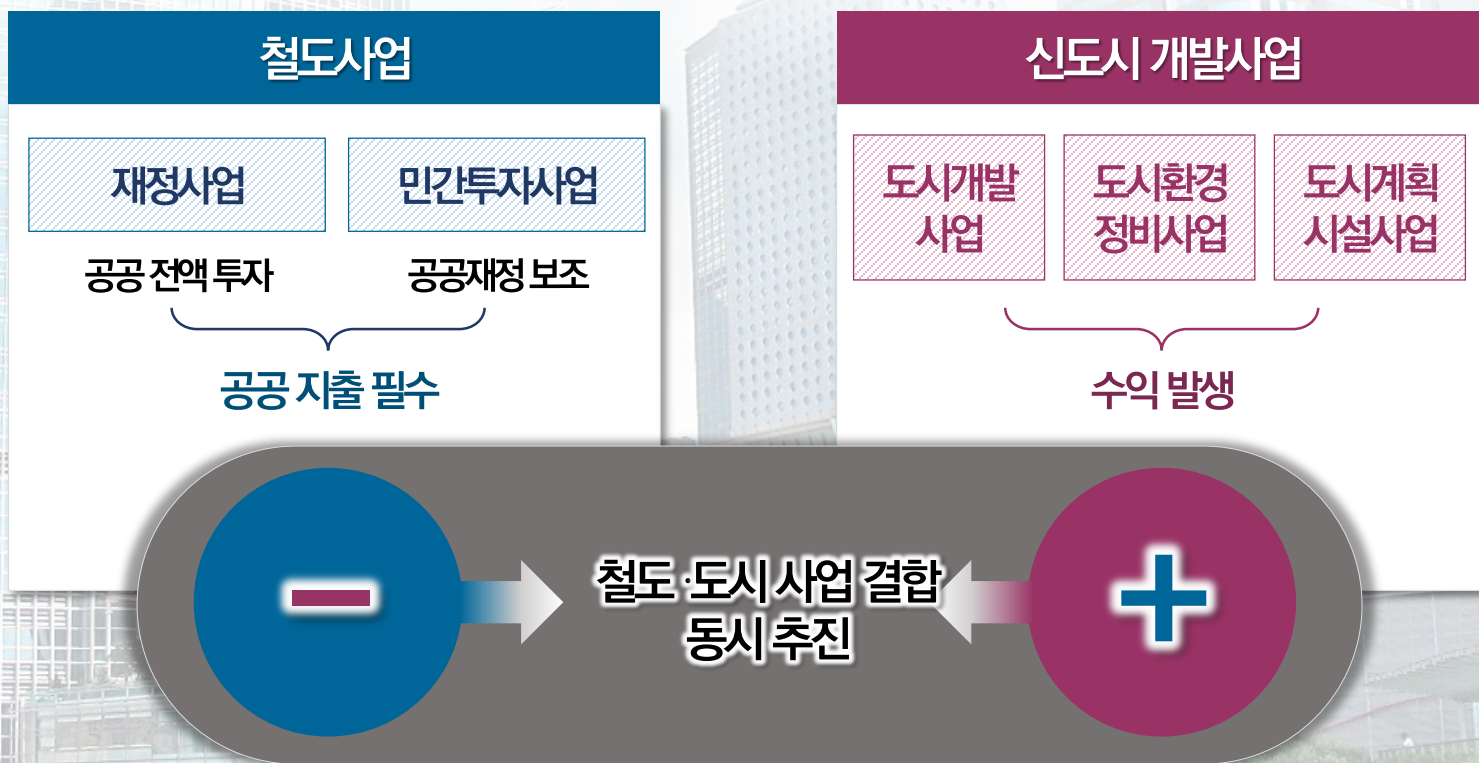 철도사업
재정사업
민간투자사업
공공 전액 투자
공공재정 보조
공공 지출 필수
신도시 개발사업
도시개발
사업
도시환경
정비사업
도시계획
시설사업
수익 발생
−
철도·도시 사업 결합
동시 추진
+